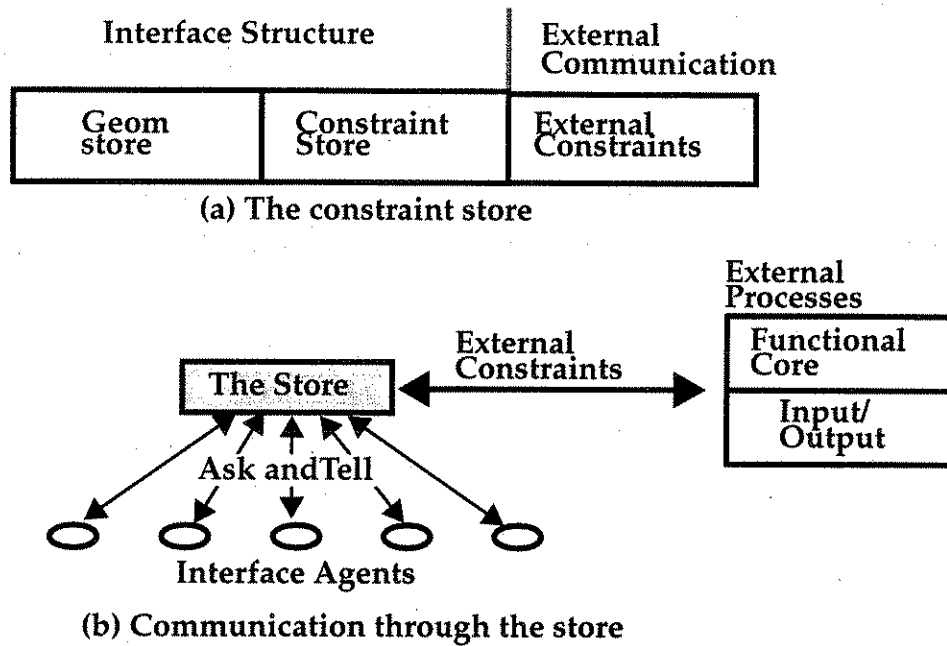 Interface Structure
External
Communication
Geom
store
Constraint
Store
External
Constraints
(a) The constraint store
External
Processes
Functional
Core
Input/
Output
External
Constraints
The Store
Ask andTell
Interface Agents
(b) Communication through the store